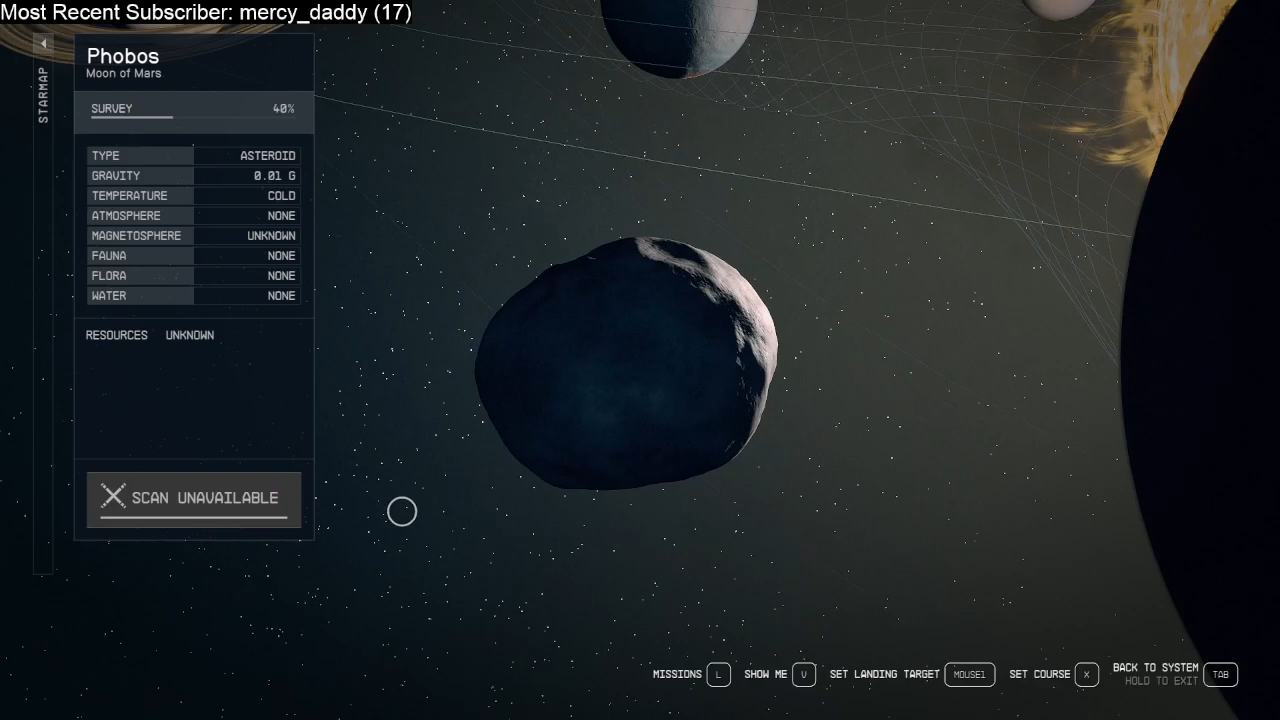 Most Recent Subscriber: mercy_daddy (17)
STARMAP
Phobos
Moon of Mars
SURVEY 40%
TYPE ASTEROID
GRAVITY 0.01 G
TEMPERATURE COLD
ATMOSPHERE NONE
MAGNETOSPHERE UNKNOWN
FAUNA NONE
FLORA NONE
WATER NONE
RESOURCES UNKNOWN
SCAN UNAVAILABLE
MISSIONS L SHOW ME V SET LANDING TARGET MOUSE1 SET COURSE X BACK TO SYSTEM TAB
HOLD TO EXIT